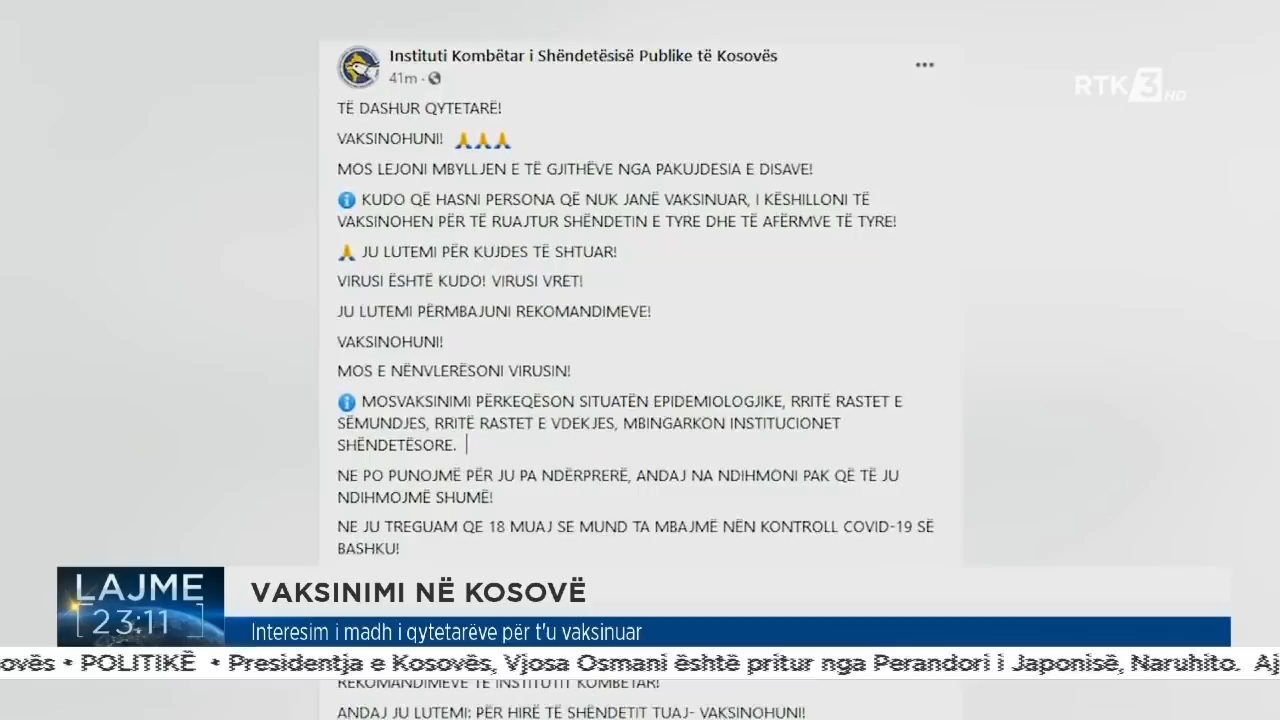 Instituti Kombëtar i Shëndetësisë Publike të Kosovës
41m ·
RTK 3 HD
TË DASHUR QYTETARË!
VAKSINOHUNI! 🙏🙏🙏
MOS LEJONI MBYLLJEN E TË GJITHËVE NGA PAKUJDESIA E DISAVE!
ℹ️ KUDO QË HASNI PERSONA QË NUK JANË VAKSINUAR, I KËSHILLONI TË
VAKSINOHEN PËR TË RUAJTUR SHËNDETIN E TYRE DHE TË AFËRMVE TË TYRE!
🙏 JU LUTEMI PËR KUJDES TË SHTUAR!
VIRUSI ËSHTË KUDO! VIRUSI VRET!
JU LUTEMI PËRMBAJUNI REKOMANDIMEVE!
VAKSINOHUNI!
MOS E NËNVLERËSONI VIRUSIN!
ℹ️ MOSVAKSINIMI PËRKEQËSON SITUATËN EPIDEMIOLOGJIKE, RRITË RASTET E
SËMUNDJES, RRITË RASTET E VDEKJES, MBINGARKON INSTITUCIONET
SHËNDETËSORE.
NE PO PUNOJMË PËR JU PA NDËRPRERË, ANDAJ NA NDIHMONI PAK QË TË JU
NDIHMOJMË SHUMË!
NE JU TREGUAM QE 18 MUAJ SE MUND TA MBAJMË NËN KONTROLL COVID-19 SË
BASHKU!
LAJME
23:11
VAKSINIMI NË KOSOVË
Interesim i madh i qytetarëve për t'u vaksinuar
ovës • POLITIKË • Presidentja e Kosovës, Vjosa Osmani është pritur nga Perandori i Japonisë, Naruhito. Aj
REKOMANDIMEVE TË INSTITUTIT KOMBËTAR!
ANDAJ JU LUTEMI: PËR HIRË TË SHËNDETIT TUAJ- VAKSINOHUNI!